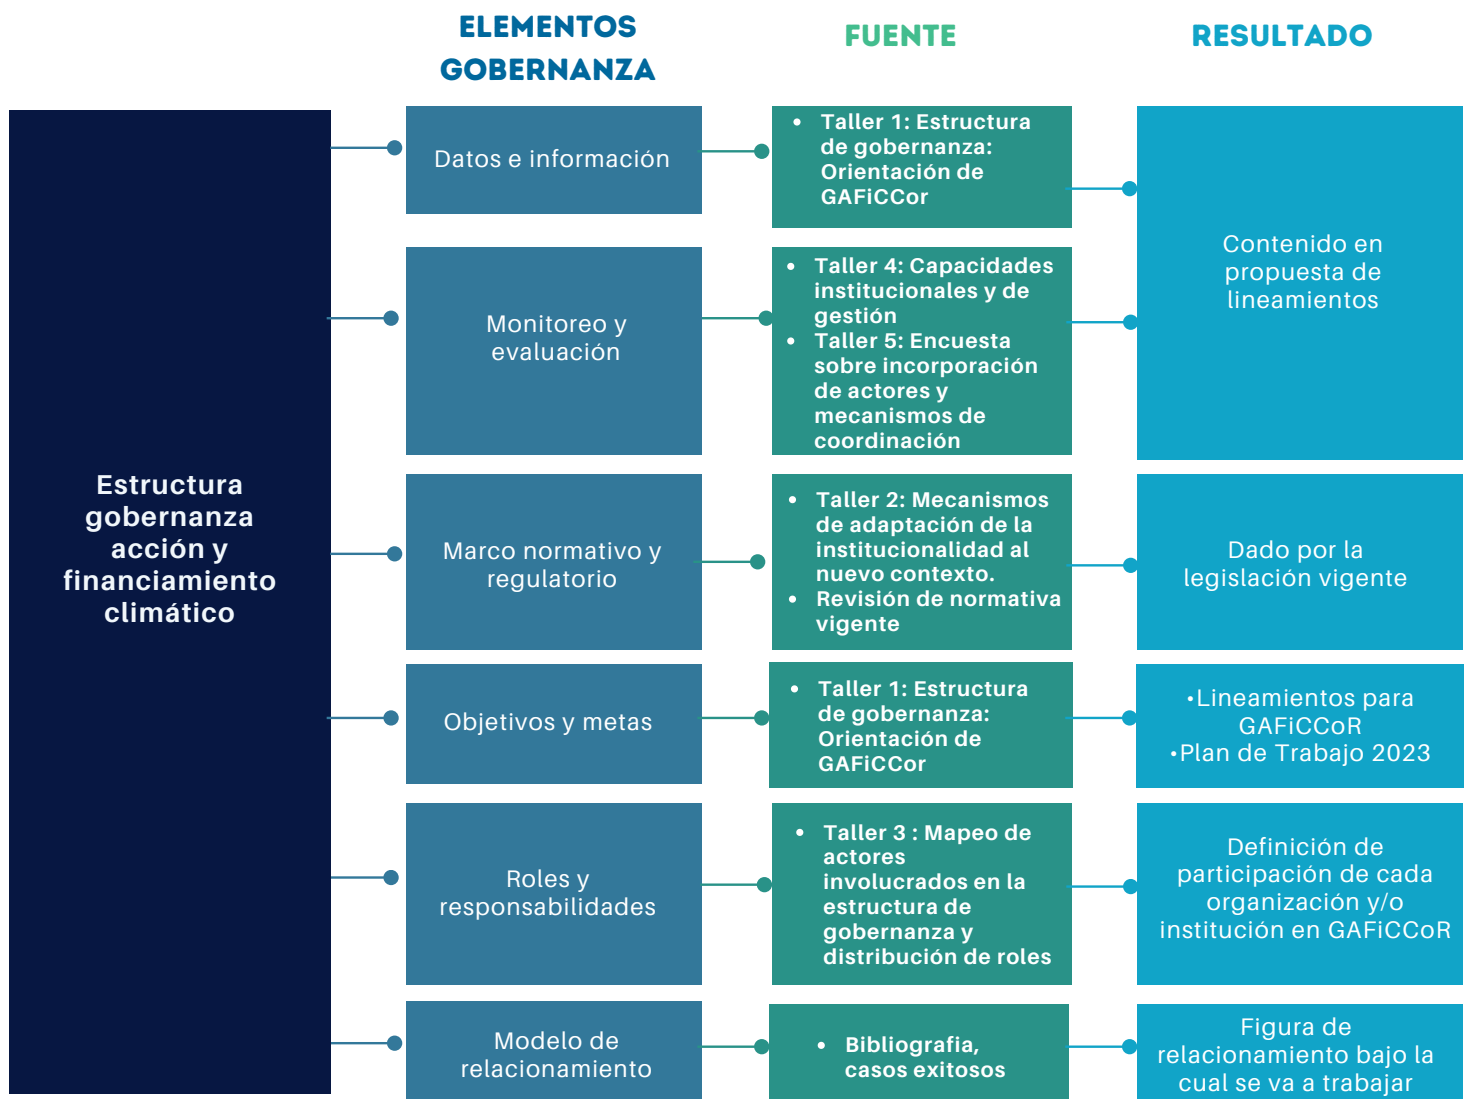 ELEMENTOS
GOBERNANZA
FUENTE
RESULTADO
Estructura
gobernanza
acción y
financiamiento
climático
Datos e información
• Taller 1: Estructura
de gobernanza:
Orientación de
GAFiCCor
Contenido en
propuesta de
lineamientos
Monitoreo y
evaluación
• Taller 4: Capacidades
institucionales y de
gestión
• Taller 5: Encuesta
sobre incorporación
de actores y
mecanismos de
coordinación
Marco normativo y
regulatorio
• Taller 2: Mecanismos
de adaptación de la
institucionalidad al
nuevo contexto.
• Revisión de normativa
vigente
Dado por la
legislación vigente
Objetivos y metas
• Taller 1: Estructura
de gobernanza:
Orientación de
GAFiCCor
•Lineamientos para
GAFiCCoR
•Plan de Trabajo 2023
Roles y
responsabilidades
• Taller 3 : Mapeo de
actores
involucrados en la
estructura de
gobernanza y
distribución de roles
Definición de
participación de cada
organización y/o
institución en GAFiCCoR
Modelo de
relacionamiento
• Bibliografia,
casos exitosos
Figura de
relacionamiento bajo la
cual se va a trabajar